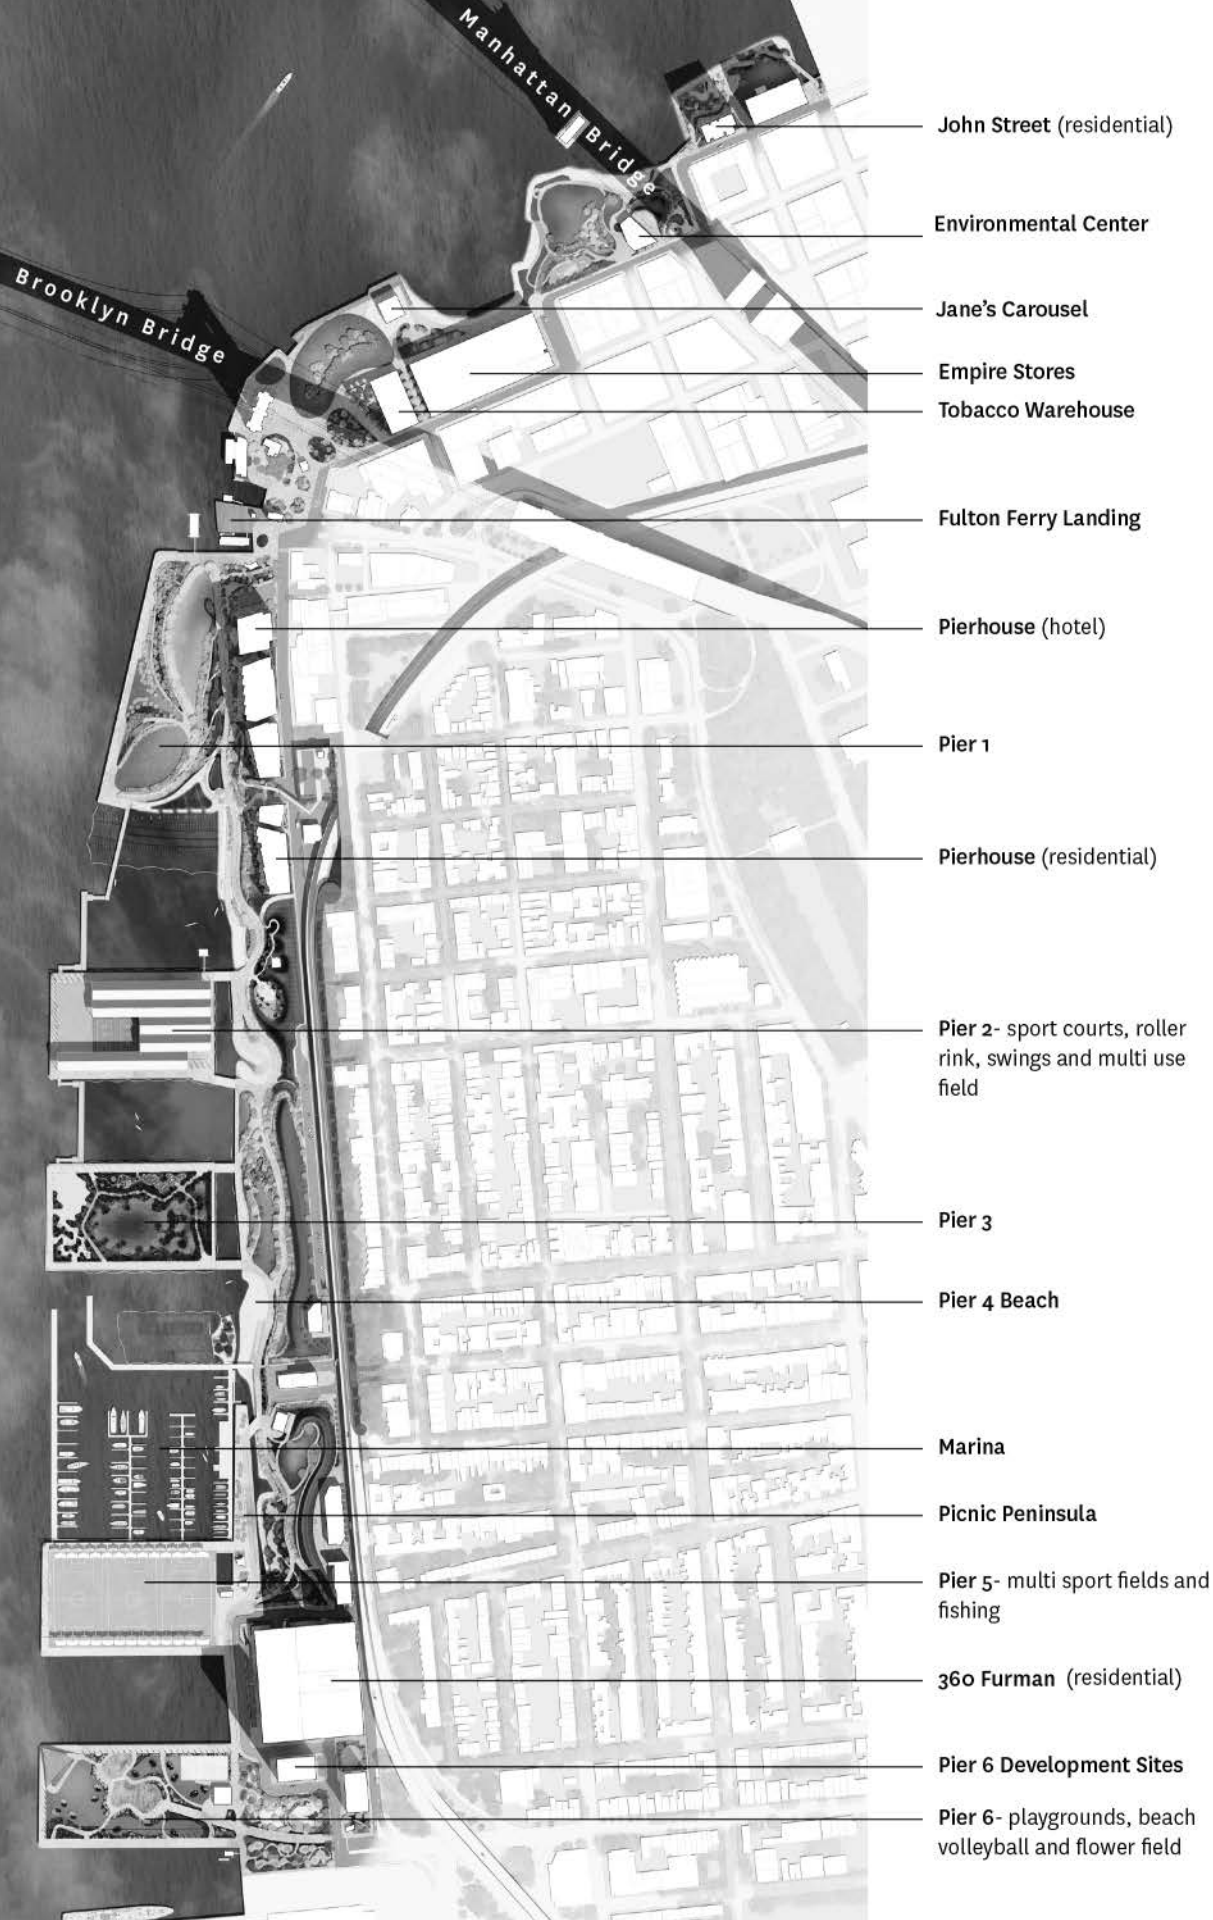 Manhattan Bridge
John Street (residential)
Environmental Center
Brooklyn Bridge
Jane's Carousel
Empire Stores
Tobacco Warehouse
Fulton Ferry Landing
Pierhouse (hotel)
Pier 1
Pierhouse (residential)
Pier 2- sport courts, roller
rink, swings and multi use
field
Pier 3
Pier 4 Beach
Marina
Picnic Peninsula
Pier 5- multi sport fields and
fishing
360 Furman (residential)
Pier 6 Development Sites
Pier 6- playgrounds, beach
volleyball and flower field